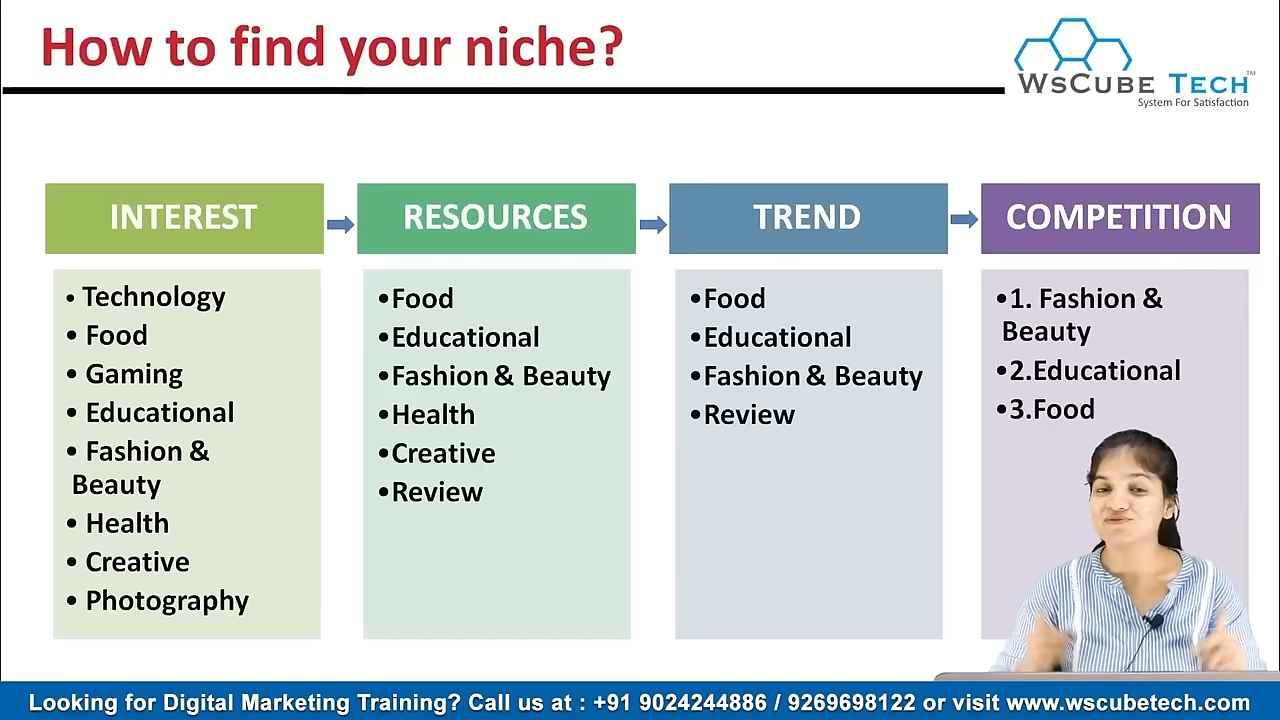 How to find your niche?
WSCUBE TECH™
System For Satisfaction
INTEREST
• Technology
• Food
• Gaming
• Educational
• Fashion &
Beauty
• Health
• Creative
• Photography
RESOURCES
•Food
•Educational
•Fashion & Beauty
•Health
•Creative
•Review
TREND
•Food
•Educational
•Fashion & Beauty
•Review
COMPETITION
•1. Fashion &
Beauty
•2.Educational
•3.Food
Looking for Digital Marketing Training? Call us at : +91 9024244886 / 9269698122 or visit www.wscubetech.com